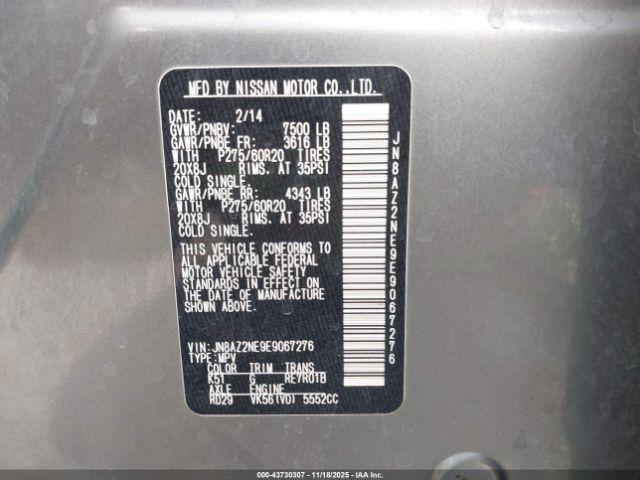 MFD BY NISSAN MOTOR CO.,LTD.
DATE: 2/14
GVWR/PNBV: 7500 LB
GAWR/PNBE FR: 3616 LB
WITH P275/60R20 TIRES
20X8J RIMS. AT 35PSI
COLD SINGLE.
GAWR/PNBE RR: 4343 LB
WITH P275/60R20 TIRES
20X8J RIMS. AT 35PSI
COLD SINGLE.
THIS VEHICLE CONFORMS TO
ALL APPLICABLE FEDERAL
MOTOR VEHICLE SAFETY
STANDARDS IN EFFECT ON
THE DATE OF MANUFACTURE
SHOWN ABOVE.
VIN:JN8AZ2NE9E9067276
TYPE:MPV
COLOR TRIM TRANS
K51 G RE7R01B
AXLE ENGINE
RD29 VK56(VD) 5552CC
JN8AZ2NE9E9067276
000-43730307 - 11/18/2025 - COPYRIGHT IAA, LLC.